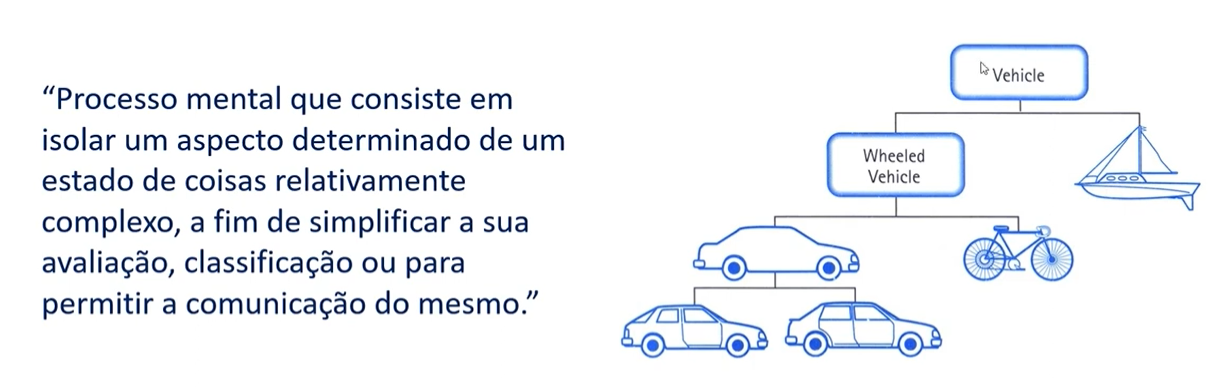 “Processo mental que consiste em
isolar um aspecto determinado de um
estado de coisas relativamente
complexo, a fim de simplificar a sua
avaliação, classificação ou para
permitir a comunicação do mesmo.”
Vehicle
Wheeled
Vehicle